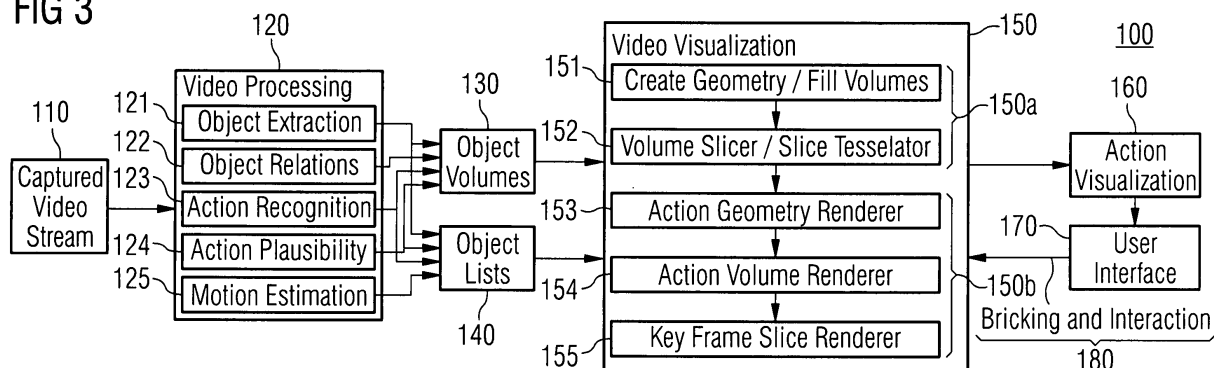 FIG 3
100
120
Video Processing
121
Object Extraction
122
Object Relations
123
Action Recognition
124
Action Plausibility
125
Motion Estimation
110
Captured
Video
Stream
130
Object
Volumes
Object
Lists
140
150
Video Visualization
151
Create Geometry / Fill Volumes
150a
152
Volume Slicer / Slice Tesselator
153
Action Geometry Renderer
154
Action Volume Renderer
150b
155
Key Frame Slice Renderer
160
Action
Visualization
170
User
Interface
Bricking and Interaction
180